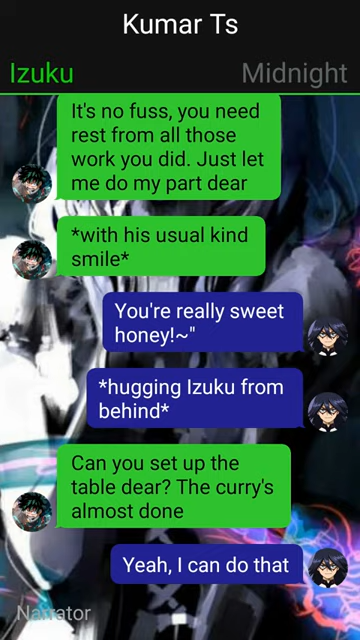 Kumar Ts
Izuku
Midnight
It's no fuss, you need
rest from all those
work you did. Just let
me do my part dear
*with his usual kind
smile*
You're really sweet
honey!~"
*hugging Izuku from
behind*
Can you set up the
table dear? The curry's
almost done
Yeah, I can do that
Narrator